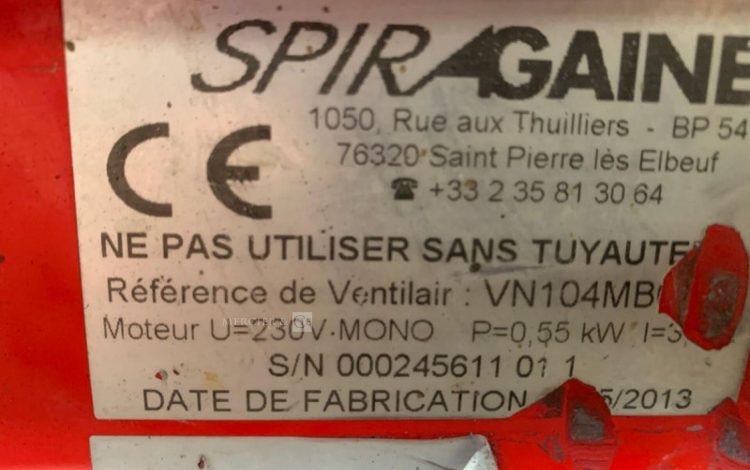 SPIRAGAINE
1050, Rue aux Thuilliers - BP 54
76320 Saint Pierre lès Elbeuf
☎ +33 2 35 81 30 64
CE
NE PAS UTILISER SANS
Référence de Ventilair :
Moteur U=230V-MONO P=0,55 kW
S/N 000245611 01 1
DATE DE FABRICATION